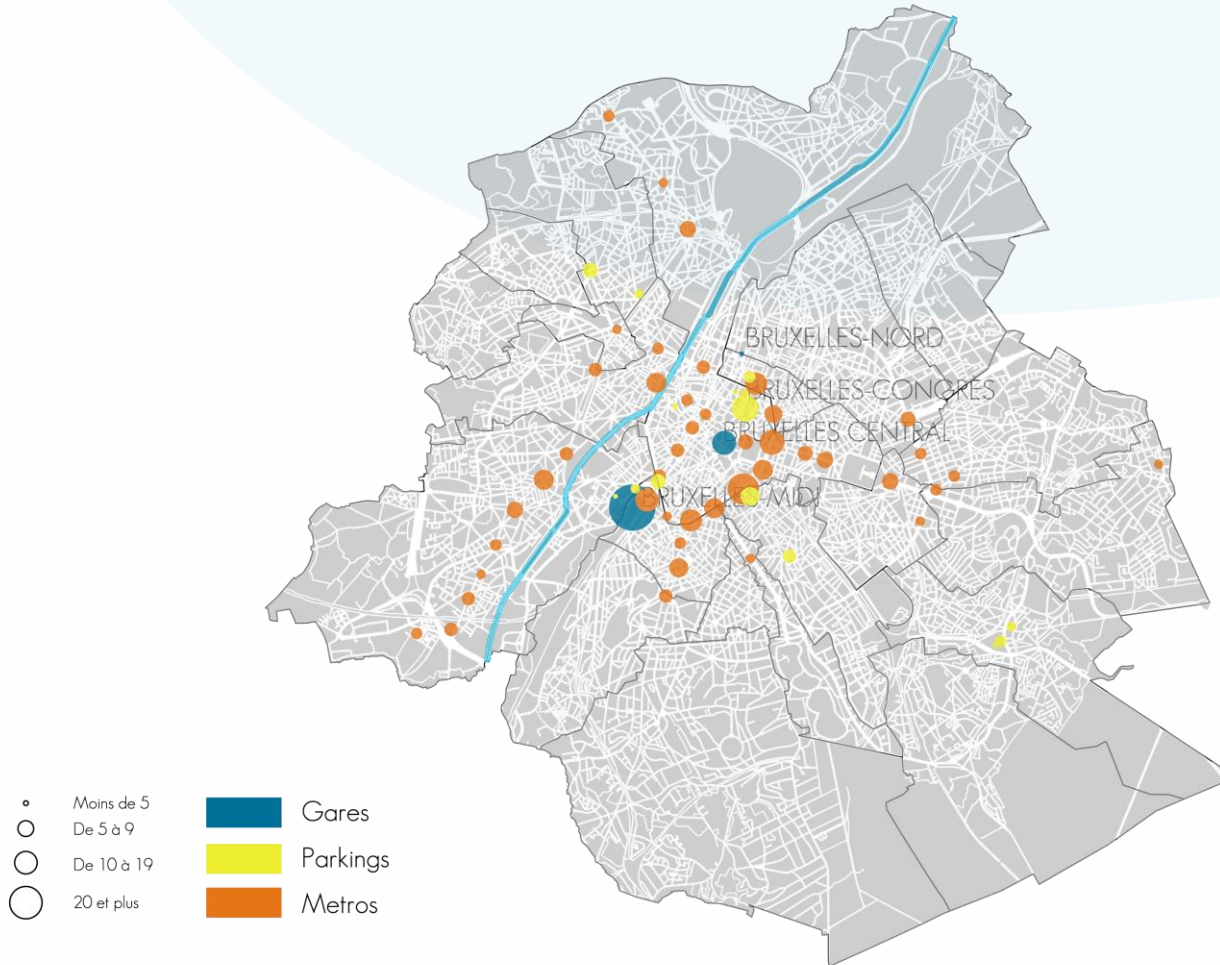 BRUXELLES-NORD
BRUXELLES-CONGRES
BRUXELLES CENTRAL
BRUXELLES-MIDI
Moins de 5
De 5 à 9
De 10 à 19
20 et plus
Gares
Parkings
Metros